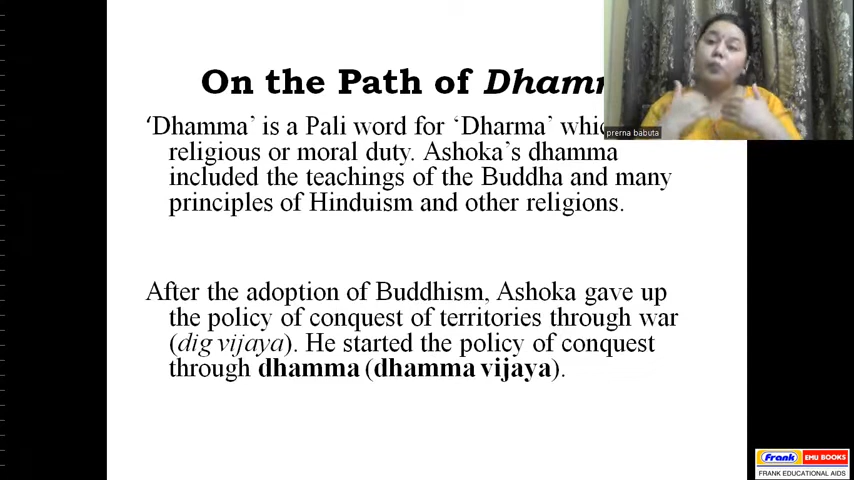 On the Path of Dham
'Dhamma' is a Pali word for 'Dharma'
religious or moral duty. Ashoka's dhamma
included the teachings of the Buddha and many
principles of Hinduism and other religions.
After the adoption of Buddhism, Ashoka gave up
the policy of conquest of territories through war
(dig vijaya). He started the policy of conquest
through dhamma (dhamma vijaya).
prerna babuta
Frank EMU BOOKS
FRANK EDUCATIONAL AIDS